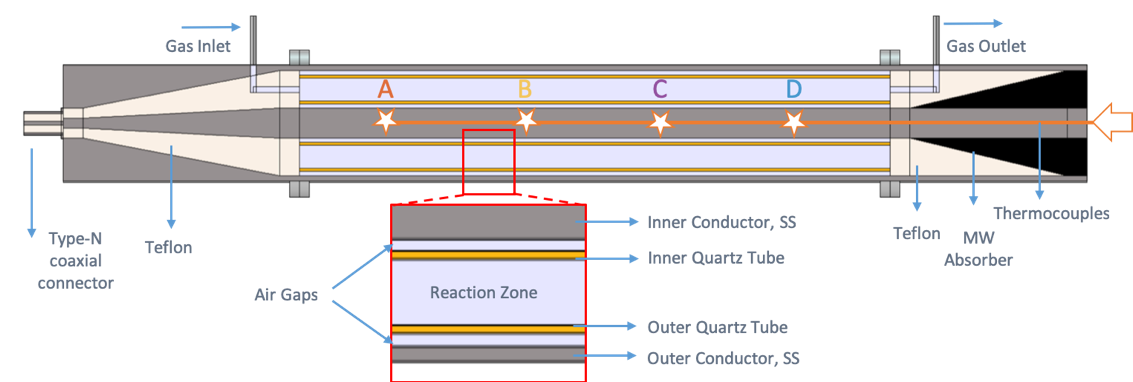 Gas Inlet
Gas Outlet
A
B
C
D
Type-N
coaxial
connector
Teflon
Teflon
MW
Absorber
Thermocouples
Inner Conductor, SS
Inner Quartz Tube
Air Gaps
Reaction Zone
Outer Quartz Tube
Outer Conductor, SS